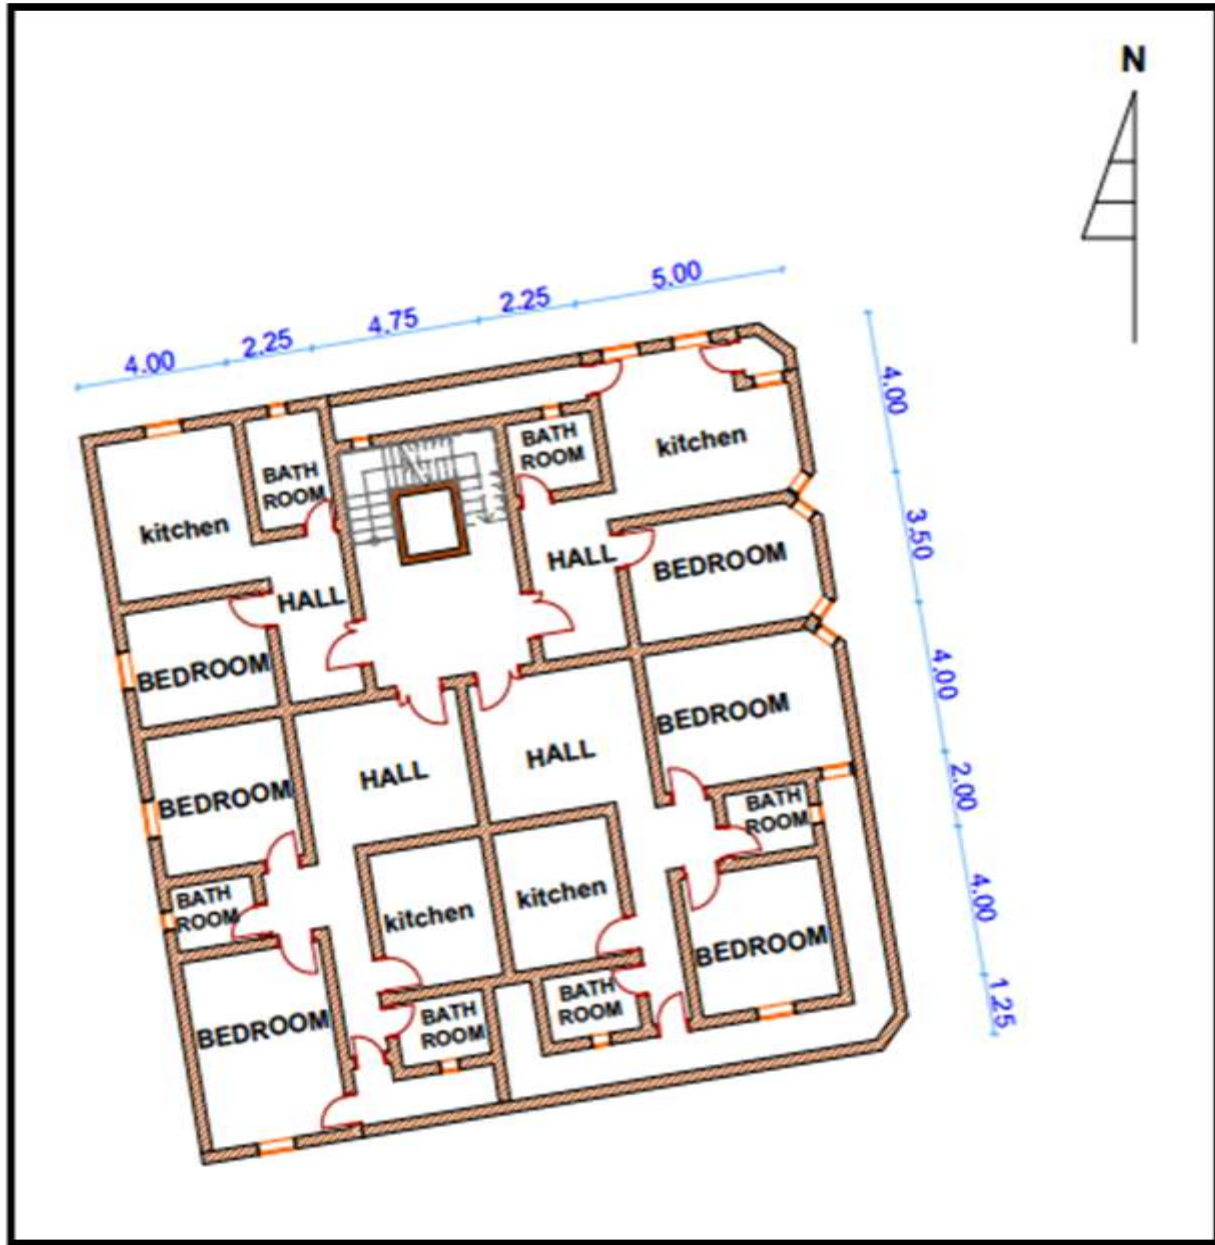 N
4.00
2.25
4.75
2.25
5.00
4.00
3.50
4.00
2.00
4.00
1.25
BATH
ROOM
kitchen
HALL
BEDROOM
BATH
ROOM
kitchen
HALL
BEDROOM
BEDROOM
HALL
BATH
ROOM
kitchen
BEDROOM
BATH
ROOM
HALL
BEDROOM
BATH
ROOM
kitchen
BEDROOM
BATH
ROOM